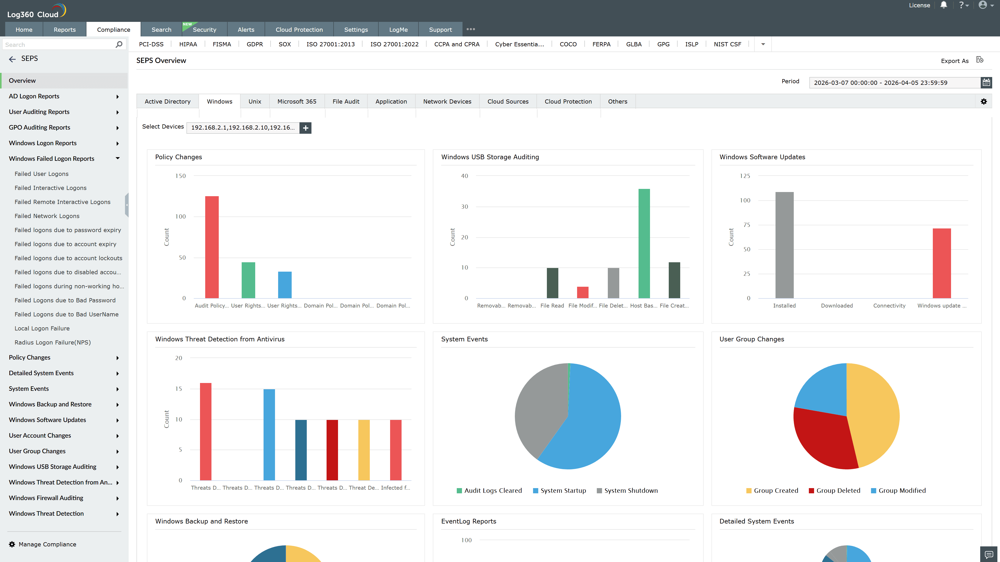 Log360 Cloud
License
?
Home
Reports
Compliance
Search
NEW
Security
Alerts
Cloud Protection
Settings
LogMe
Support
Search
PCI-DSS
HIPAA
FISMA
GDPR
SOX
ISO 27001:2013
ISO 27001:2022
CCPA and CPRA
Cyber Essentia...
COCO
FERPA
GLBA
GPG
ISLP
NIST CSF
SEPS
Overview
AD Logon Reports
User Auditing Reports
GPO Auditing Reports
Windows Logon Reports
Windows Failed Logon Reports
Failed User Logons
Failed Interactive Logons
Failed Remote Interactive Logons
Failed Network Logons
Failed logons due to password expiry
Failed logons due to account expiry
Failed logons due to account lockouts
Failed logons due to disabled accou...
Failed logons during non-working ho...
Failed Logons due to Bad Password
Failed Logons due to Bad UserName
Local Logon Failure
Radius Logon Failure(NPS)
Policy Changes
Detailed System Events
System Events
Windows Backup and Restore
Windows Software Updates
User Account Changes
User Group Changes
Windows USB Storage Auditing
Windows Threat Detection from An...
Windows Firewall Auditing
Windows Threat Detection
Manage Compliance
SEPS Overview
Export As
Period
2026-03-07 00:00:00 - 2026-04-05 23:59:59
Active Directory
Windows
Unix
Microsoft 365
File Audit
Application
Network Devices
Cloud Sources
Cloud Protection
Others
Select Devices
192.168.2.1,192.168.2.10,192.16...
Policy Changes
150
100
50
0
Count
Audit Policy...
User Rights...
User Rights...
Domain Pol...
Domain Pol...
Domain Pol...
Windows USB Storage Auditing
40
30
20
10
0
Count
Removab...
Removab...
File Read
File Modif...
File Delet...
Host Bas...
File Creat...
Windows Software Updates
125
100
75
50
25
0
Count
Installed
Downloaded
Connectivity
Windows update ...
Windows Threat Detection from Antivirus
20
15
10
5
0
Count
Threats D...
Threats D...
Threats D...
Threats D...
Threats D...
Threat De...
Infected f...
System Events
Audit Logs Cleared
System Startup
System Shutdown
User Group Changes
Group Created
Group Deleted
Group Modified
Windows Backup and Restore
EventLog Reports
100
Detailed System Events